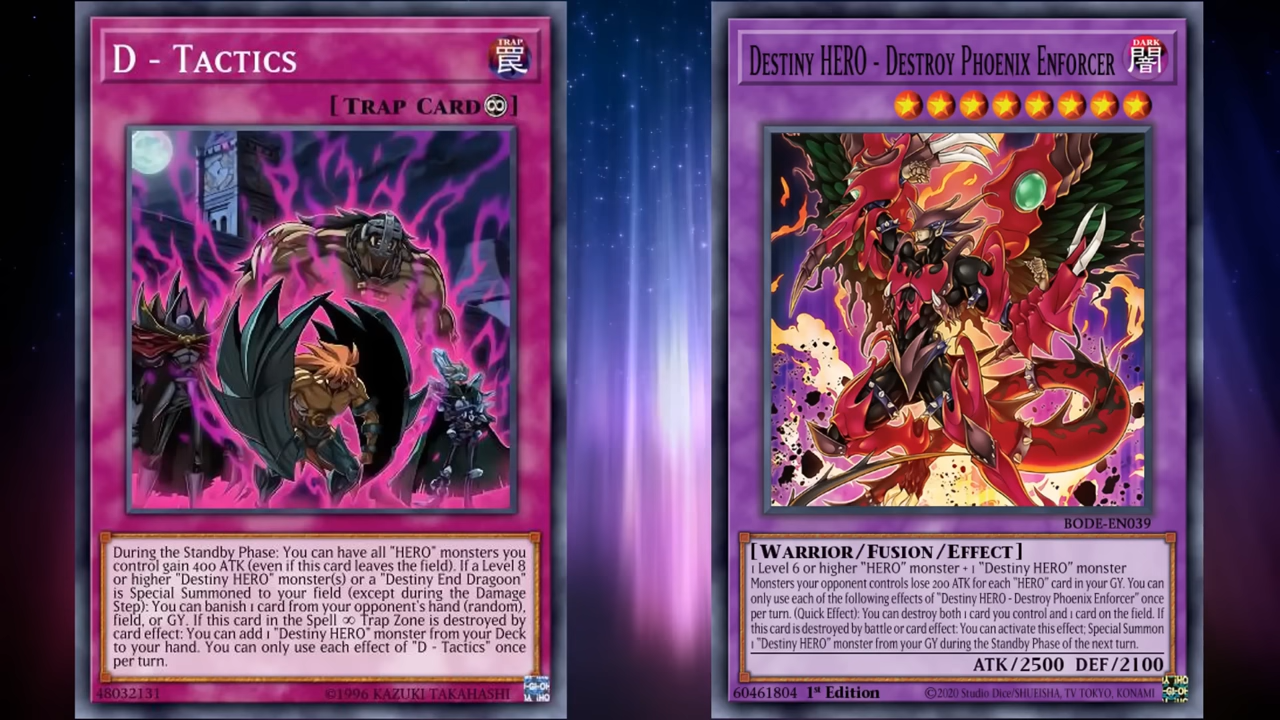 D - Tactics
TRAP
罠
[Trap Card♾]
During the Standby Phase: You can have all "HERO" monsters you
control gain 400 ATK (even if this card leaves the field). If a Level 8
or higher "Destiny HERO" monster(s) or a "Destiny End Dragoon"
is Special Summoned to your field (except during the Damage
Step): You can banish 1 card from your opponent's hand (random),
field, or GY. If this card in the Spell ∞ Trap Zone is destroyed by
card effect: You can add 1 "Destiny HERO" monster from your Deck
to your hand. You can only use each effect of "D - Tactics" once
per turn.
48032131 ©1996 KAZUKI TAKAHASHI
Destiny HERO - Destroy Phoenix Enforcer
DARK
闇
BODE-EN039
[Warrior/Fusion/Effect]
1 Level 6 or higher "HERO" monster + 1 "Destiny HERO" monster
Monsters your opponent controls lose 200 ATK for each "HERO" card in your GY. You can
only use each of the following effects of "Destiny HERO - Destroy Phoenix Enforcer" once
per turn. (Quick Effect): You can destroy both 1 card you control and 1 card on the field. If
this card is destroyed by battle or card effect: You can activate this effect; Special Summon
1 "Destiny HERO" monster from your GY during the Standby Phase of the next turn.
ATK/2500 DEF/2100
60461804 1st Edition ©2020 Studio Dice/SHUEISHA, TV TOKYO, KONAMI